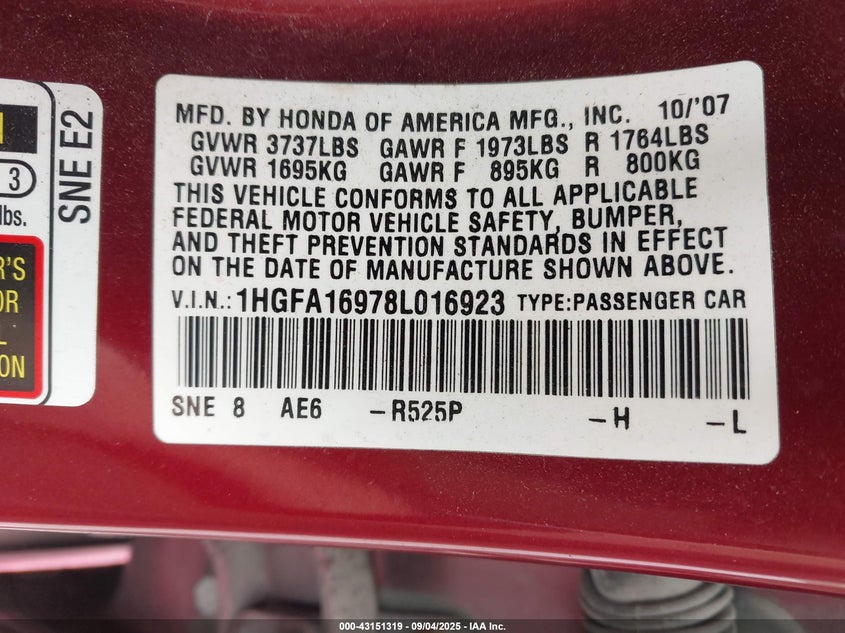 MFD. BY HONDA OF AMERICA MFG., INC. 10/'07
GVWR 3737LBS GAWR F 1973LBS R 1764LBS
GVWR 1695KG GAWR F 895KG R 800KG
THIS VEHICLE CONFORMS TO ALL APPLICABLE
FEDERAL MOTOR VEHICLE SAFETY, BUMPER,
AND THEFT PREVENTION STANDARDS IN EFFECT
ON THE DATE OF MANUFACTURE SHOWN ABOVE.
V.I.N.: 1HGFA16978L016923 TYPE:PASSENGER CAR
SNE 8 AE6 -R525P -H -L
SNE E2
3
lbs.
R'S
OR
L
ON
000-43151319 | 09/04/2025 - IAA Inc.